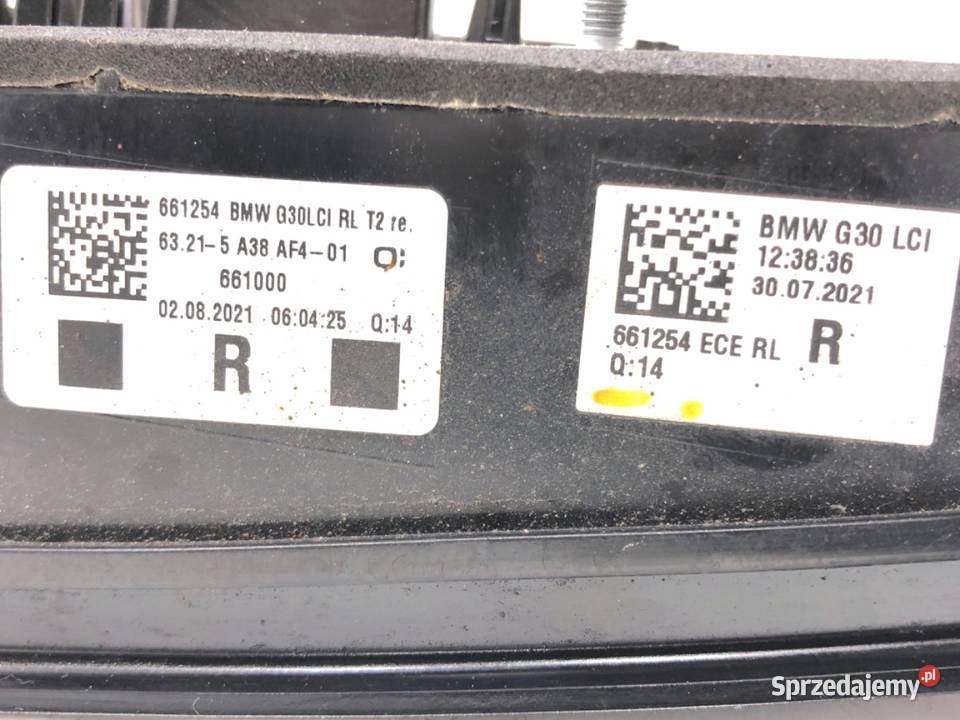 661254 BMW G30LCI RL T2 re.
63.21-5 A38 AF4-01 Q:
661000
02.08.2021 06:04:25 Q:14
R
BMW G30 LCI
12:38:36
30.07.2021
661254 ECE RL R
Q:14
Sprzedajemy.pl